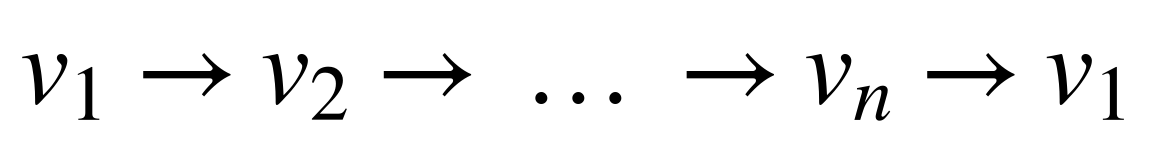 v₁ → v₂ → … → vₙ → v₁